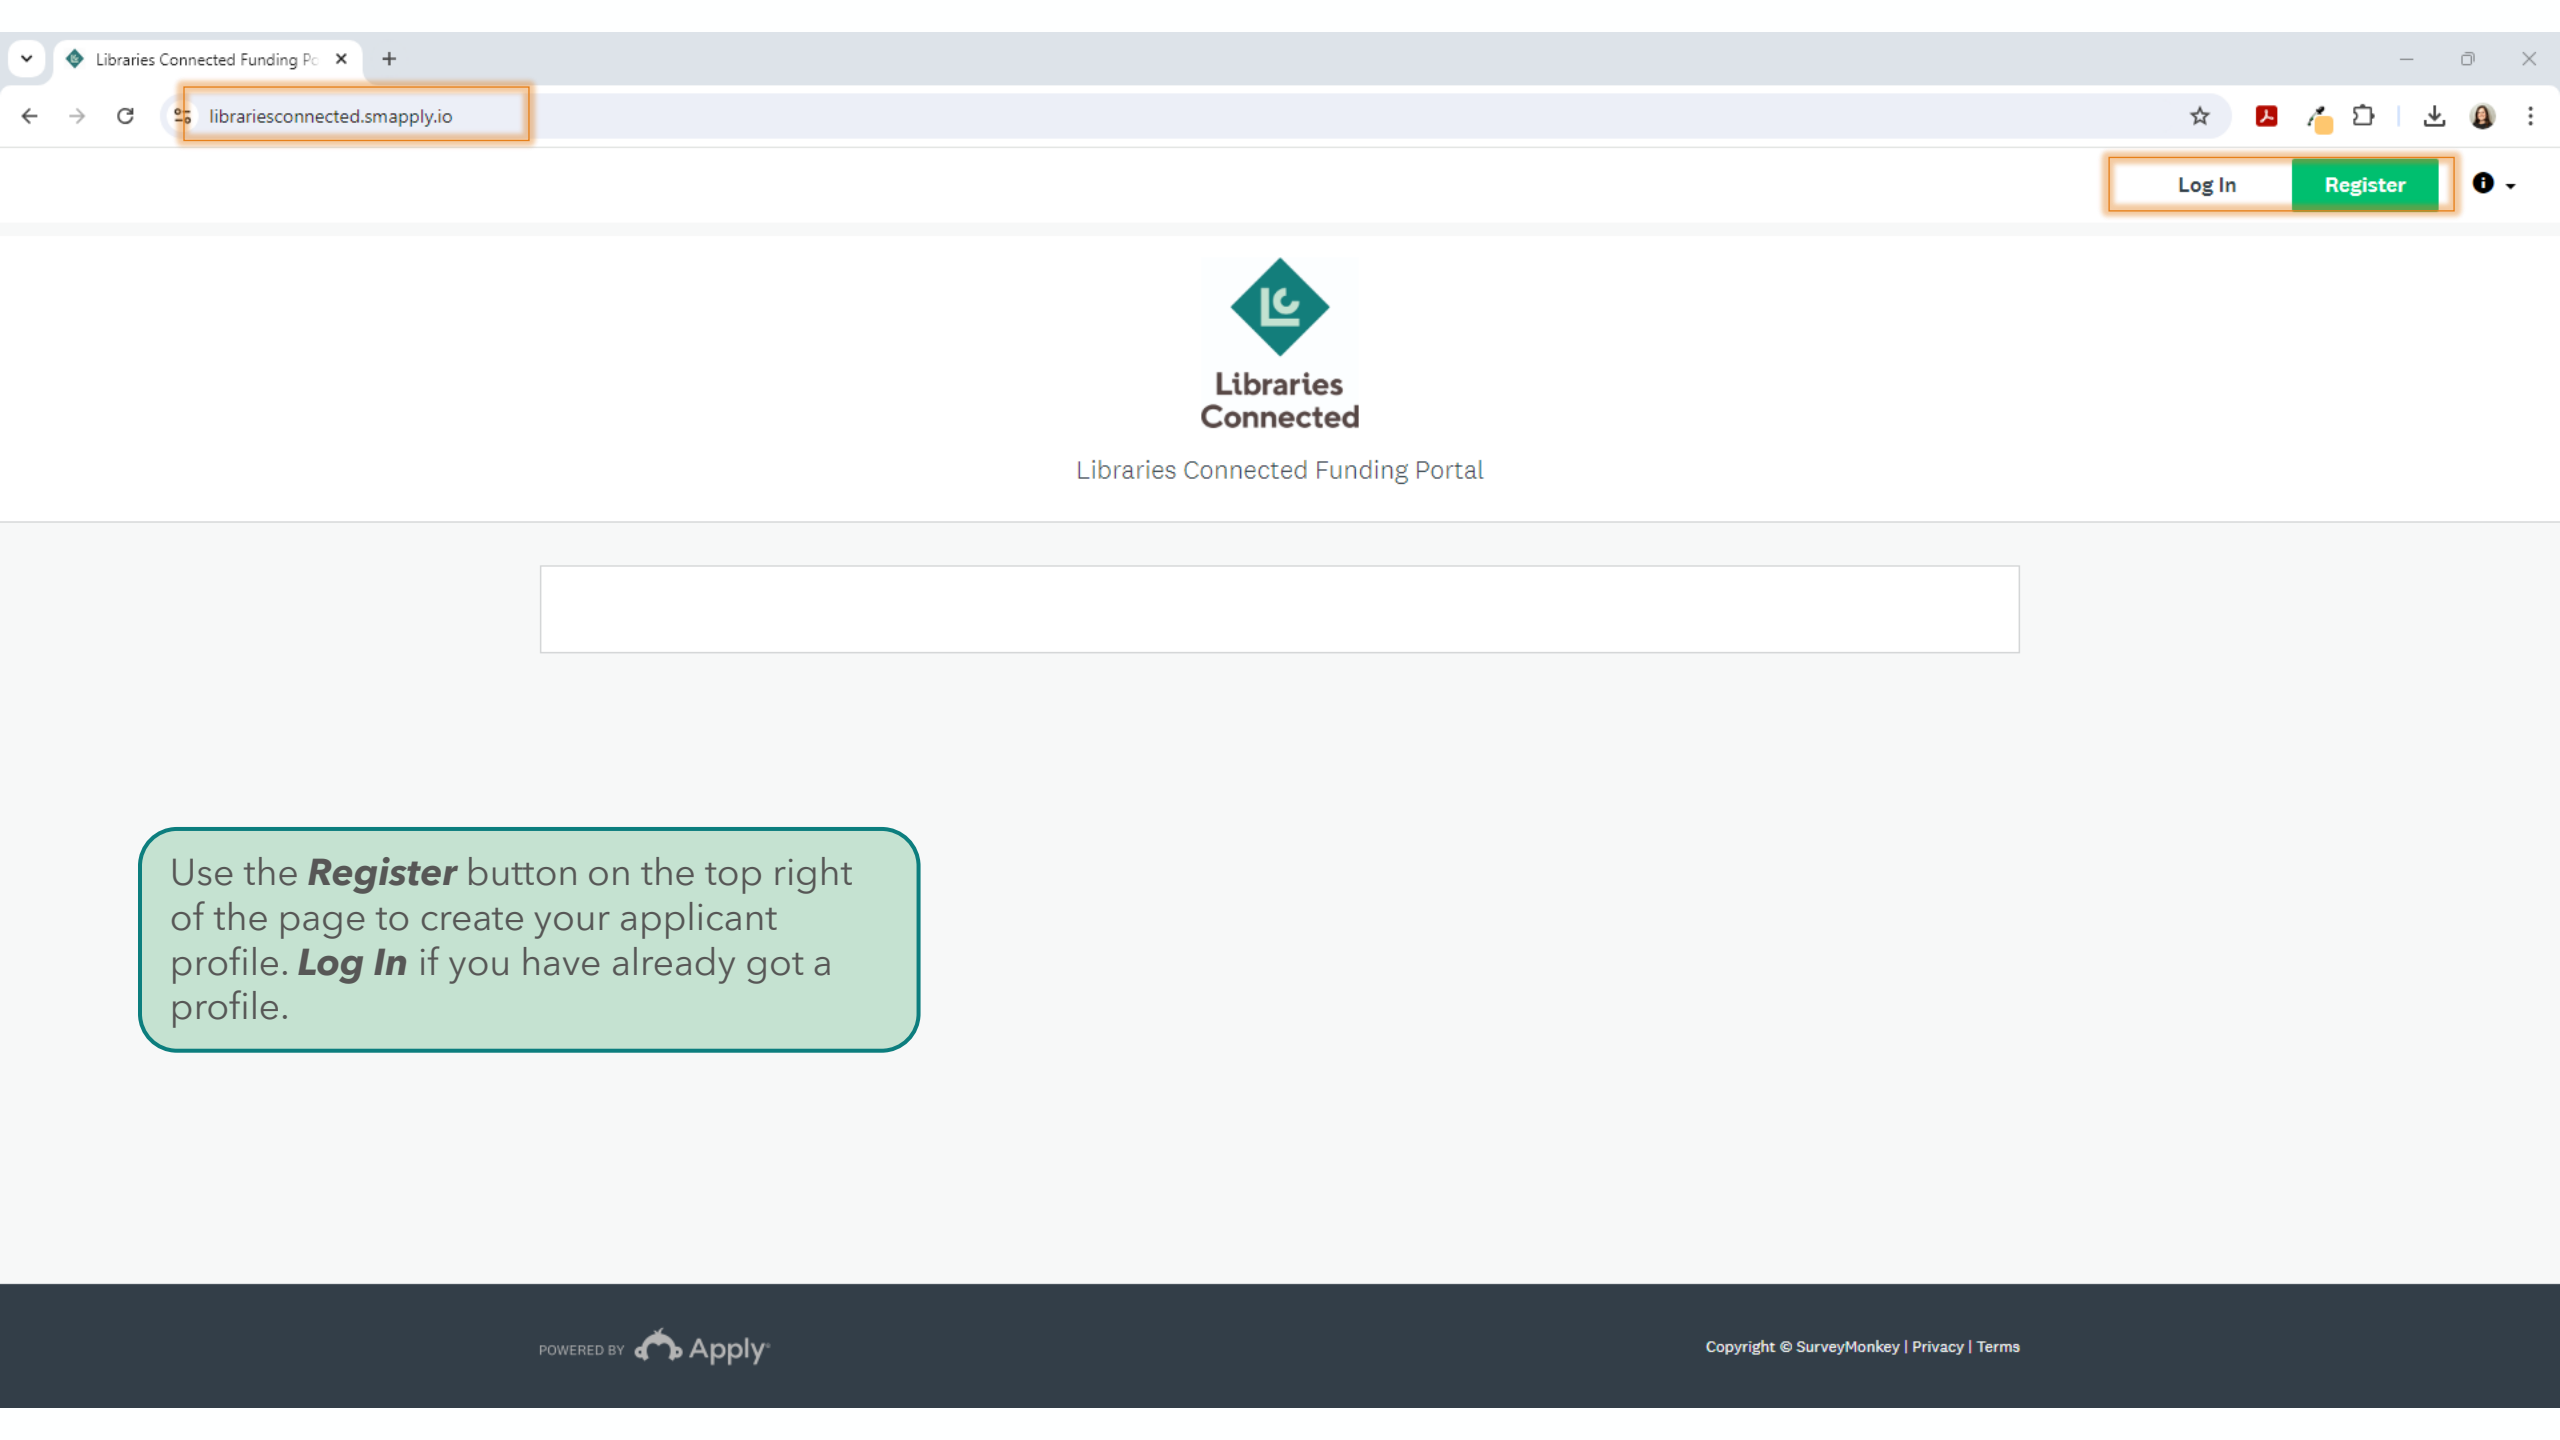 Libraries Connected Funding Po
librariesconnected.smapply.io
Log In
Register
Libraries
Connected
Libraries Connected Funding Portal
Use the Register button on the top right
of the page to create your applicant
profile. Log In if you have already got a
profile.
POWERED BY Apply
Copyright © SurveyMonkey | Privacy | Terms